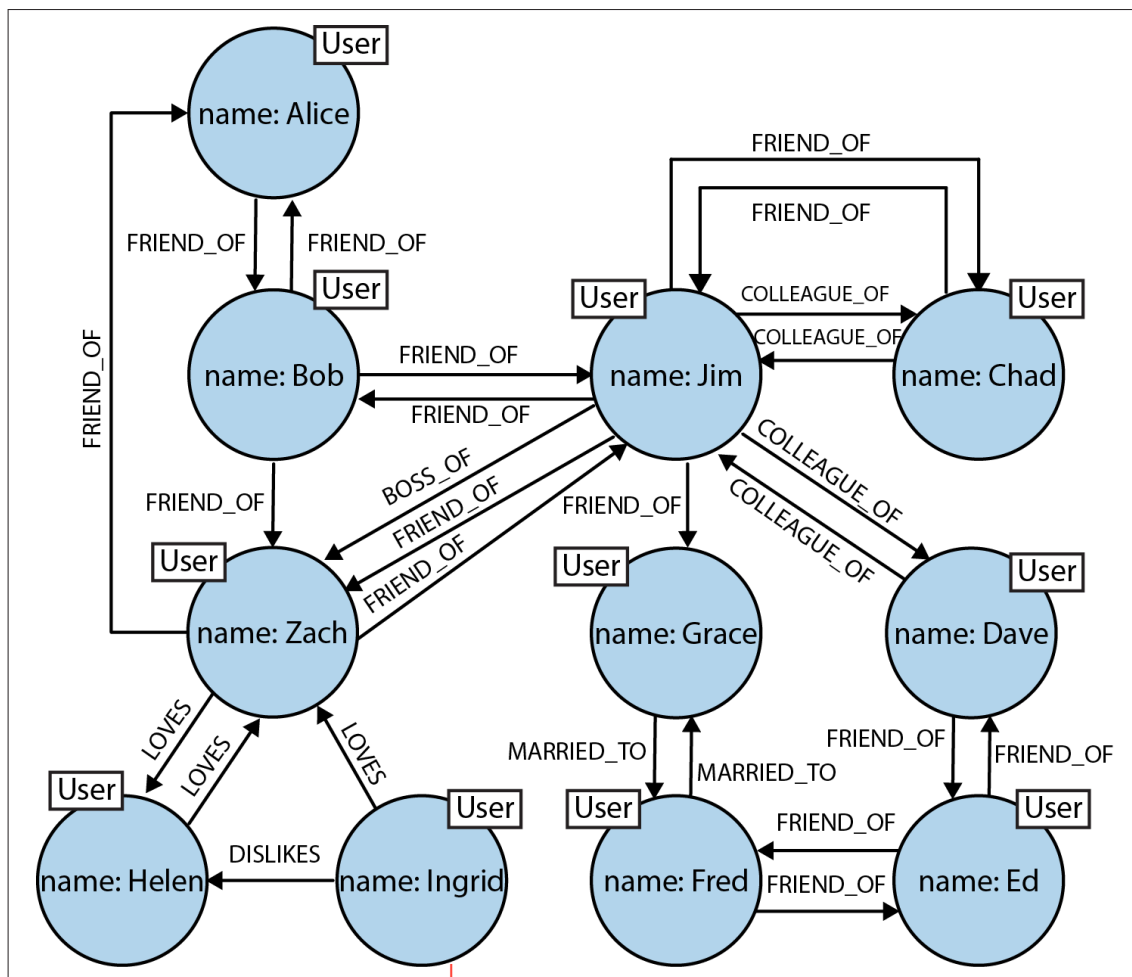 User
name: Alice
FRIEND_OF
FRIEND_OF
FRIEND_OF
FRIEND_OF
FRIEND_OF
User
User
User
COLLEAGUE_OF
COLLEAGUE_OF
name: Bob
FRIEND_OF
name: Jim
name: Chad
FRIEND_OF
BOSS_OF
FRIEND_OF
FRIEND_OF
FRIEND_OF
FRIEND_OF
COLLEAGUE_OF
COLLEAGUE_OF
User
User
User
name: Zach
name: Grace
name: Dave
LOVES
LOVES
LOVES
MARRIED_TO
MARRIED_TO
FRIEND_OF
FRIEND_OF
User
User
User
User
DISLIKES
FRIEND_OF
name: Helen
name: Ingrid
name: Fred
name: Ed
FRIEND_OF